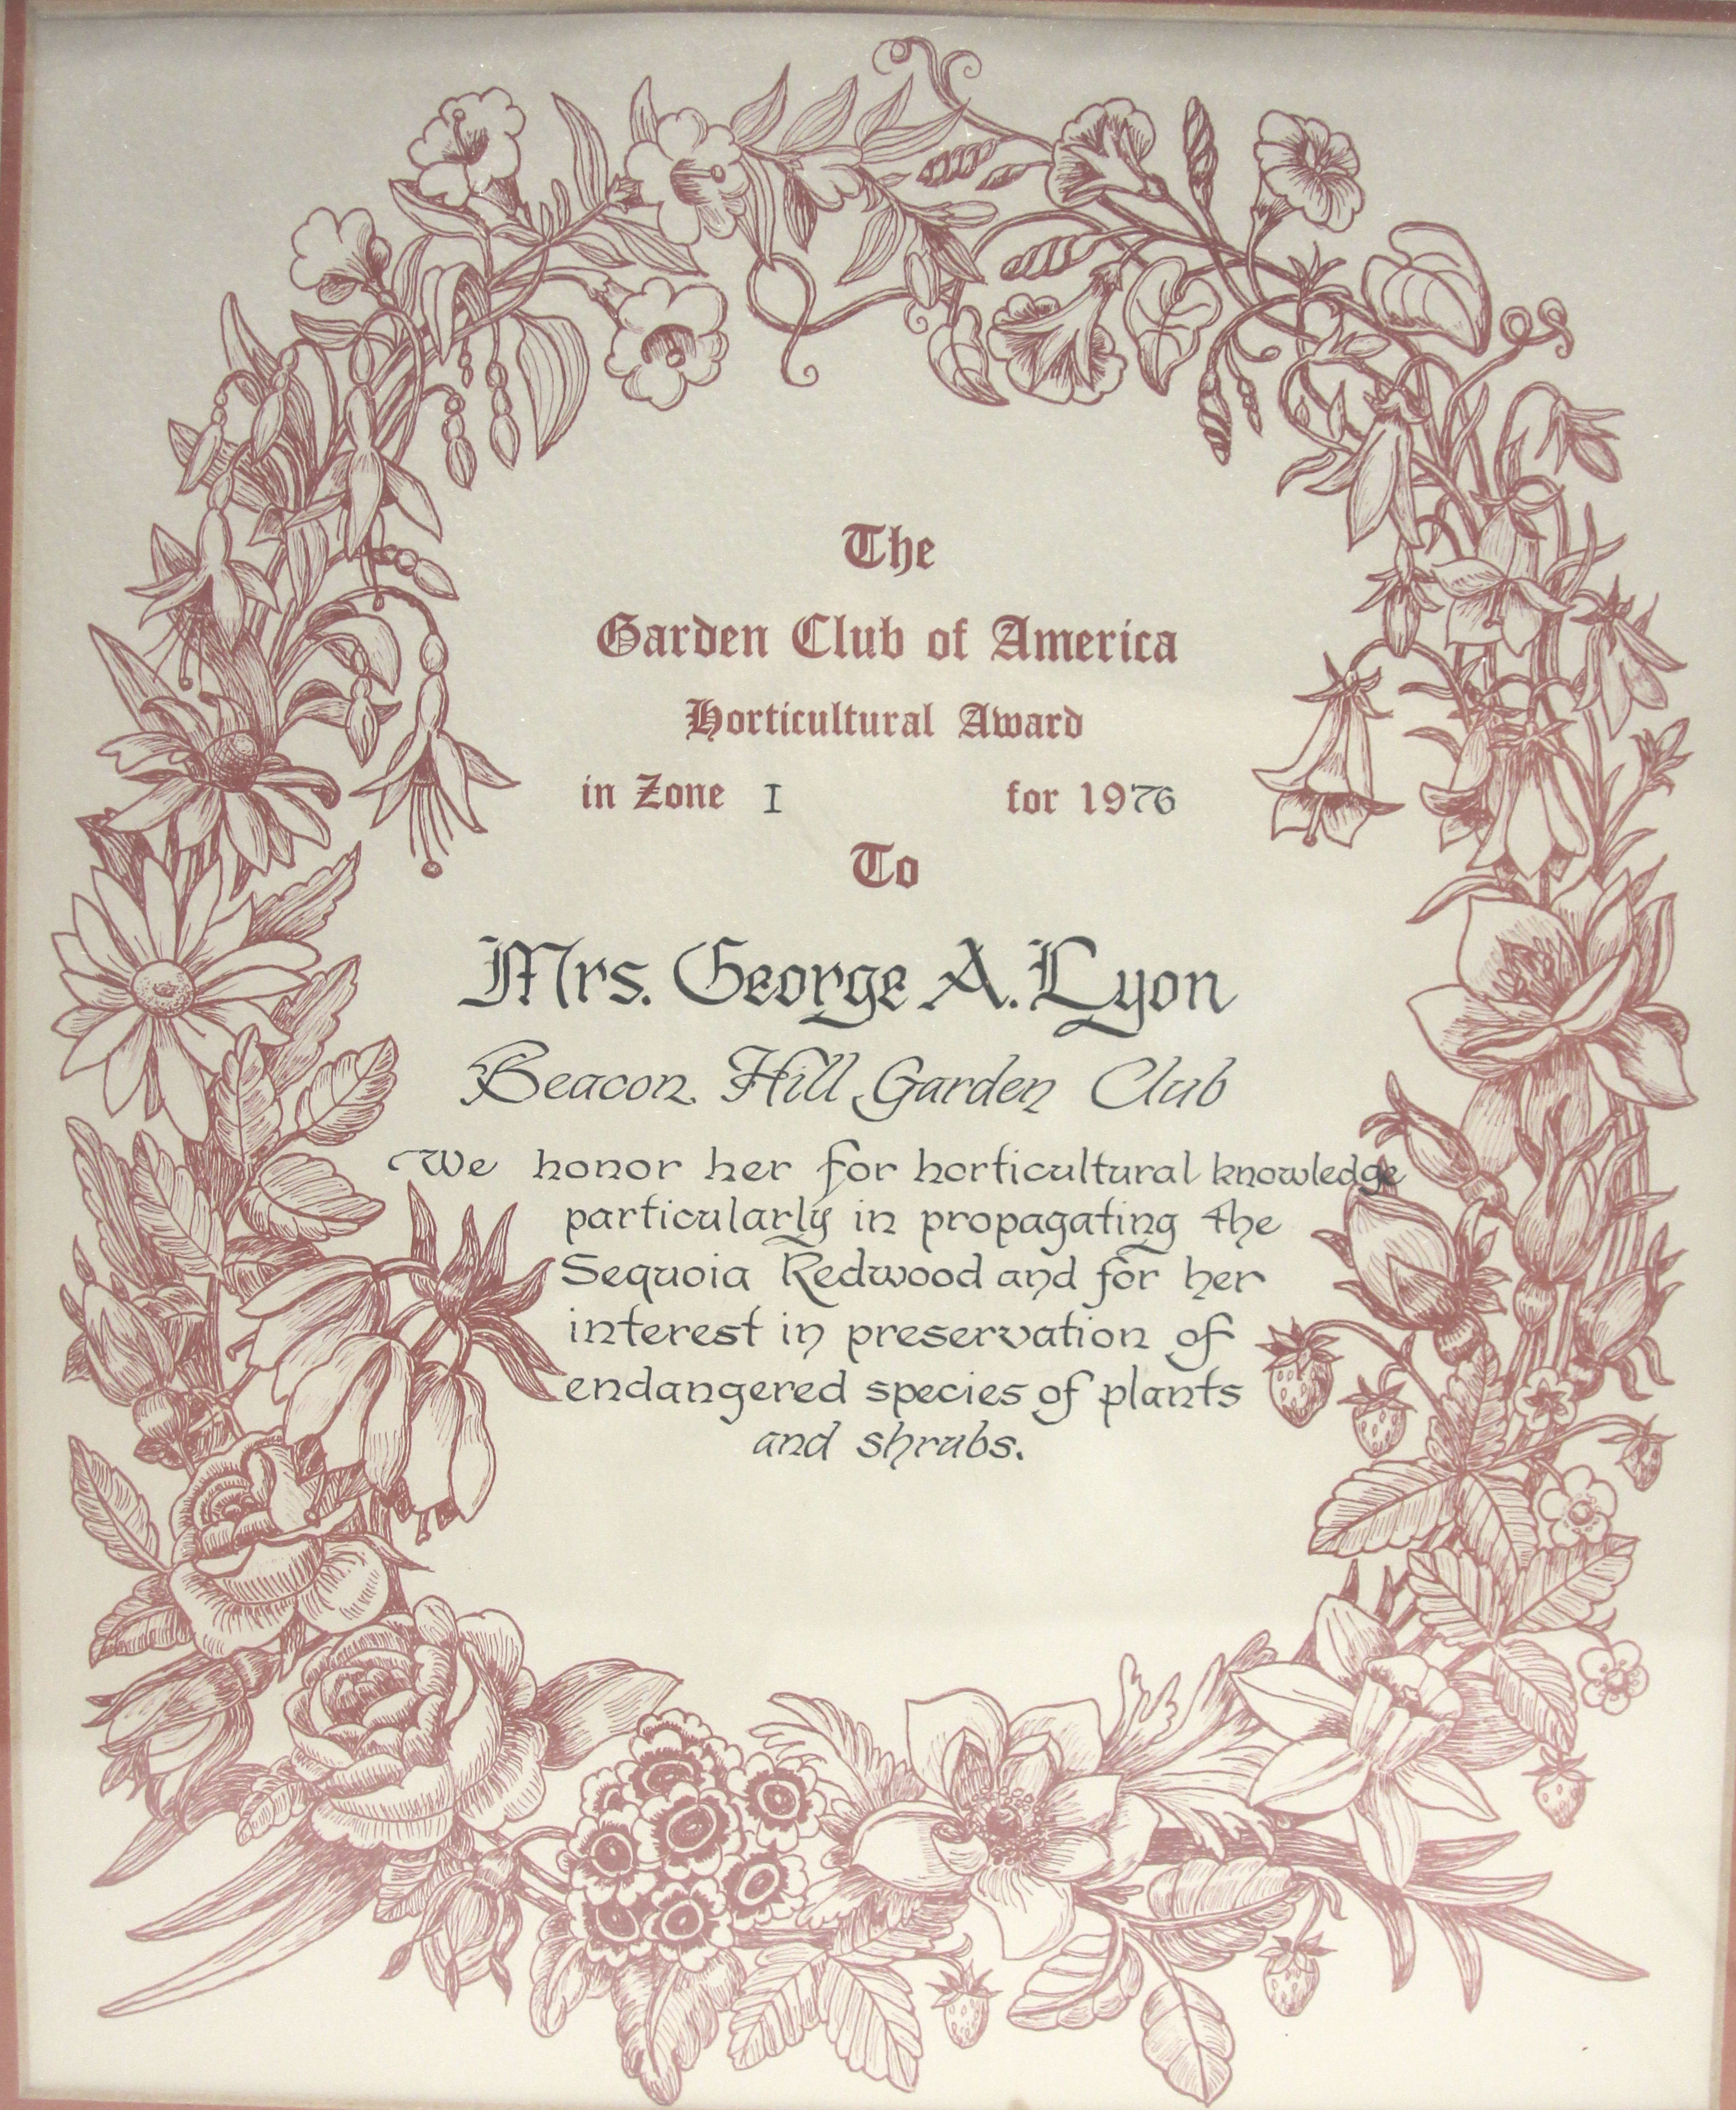 The
Garden Club of America
Horticultural Award
in Zone I for 1976
To
Mrs. George A. Lyon
Beacon Hill Garden Club
We honor her for horticultural knowledge
particularly in propagating the
Sequoia Redwood and for her
interest in preservation of
endangered species of plants
and shrubs.